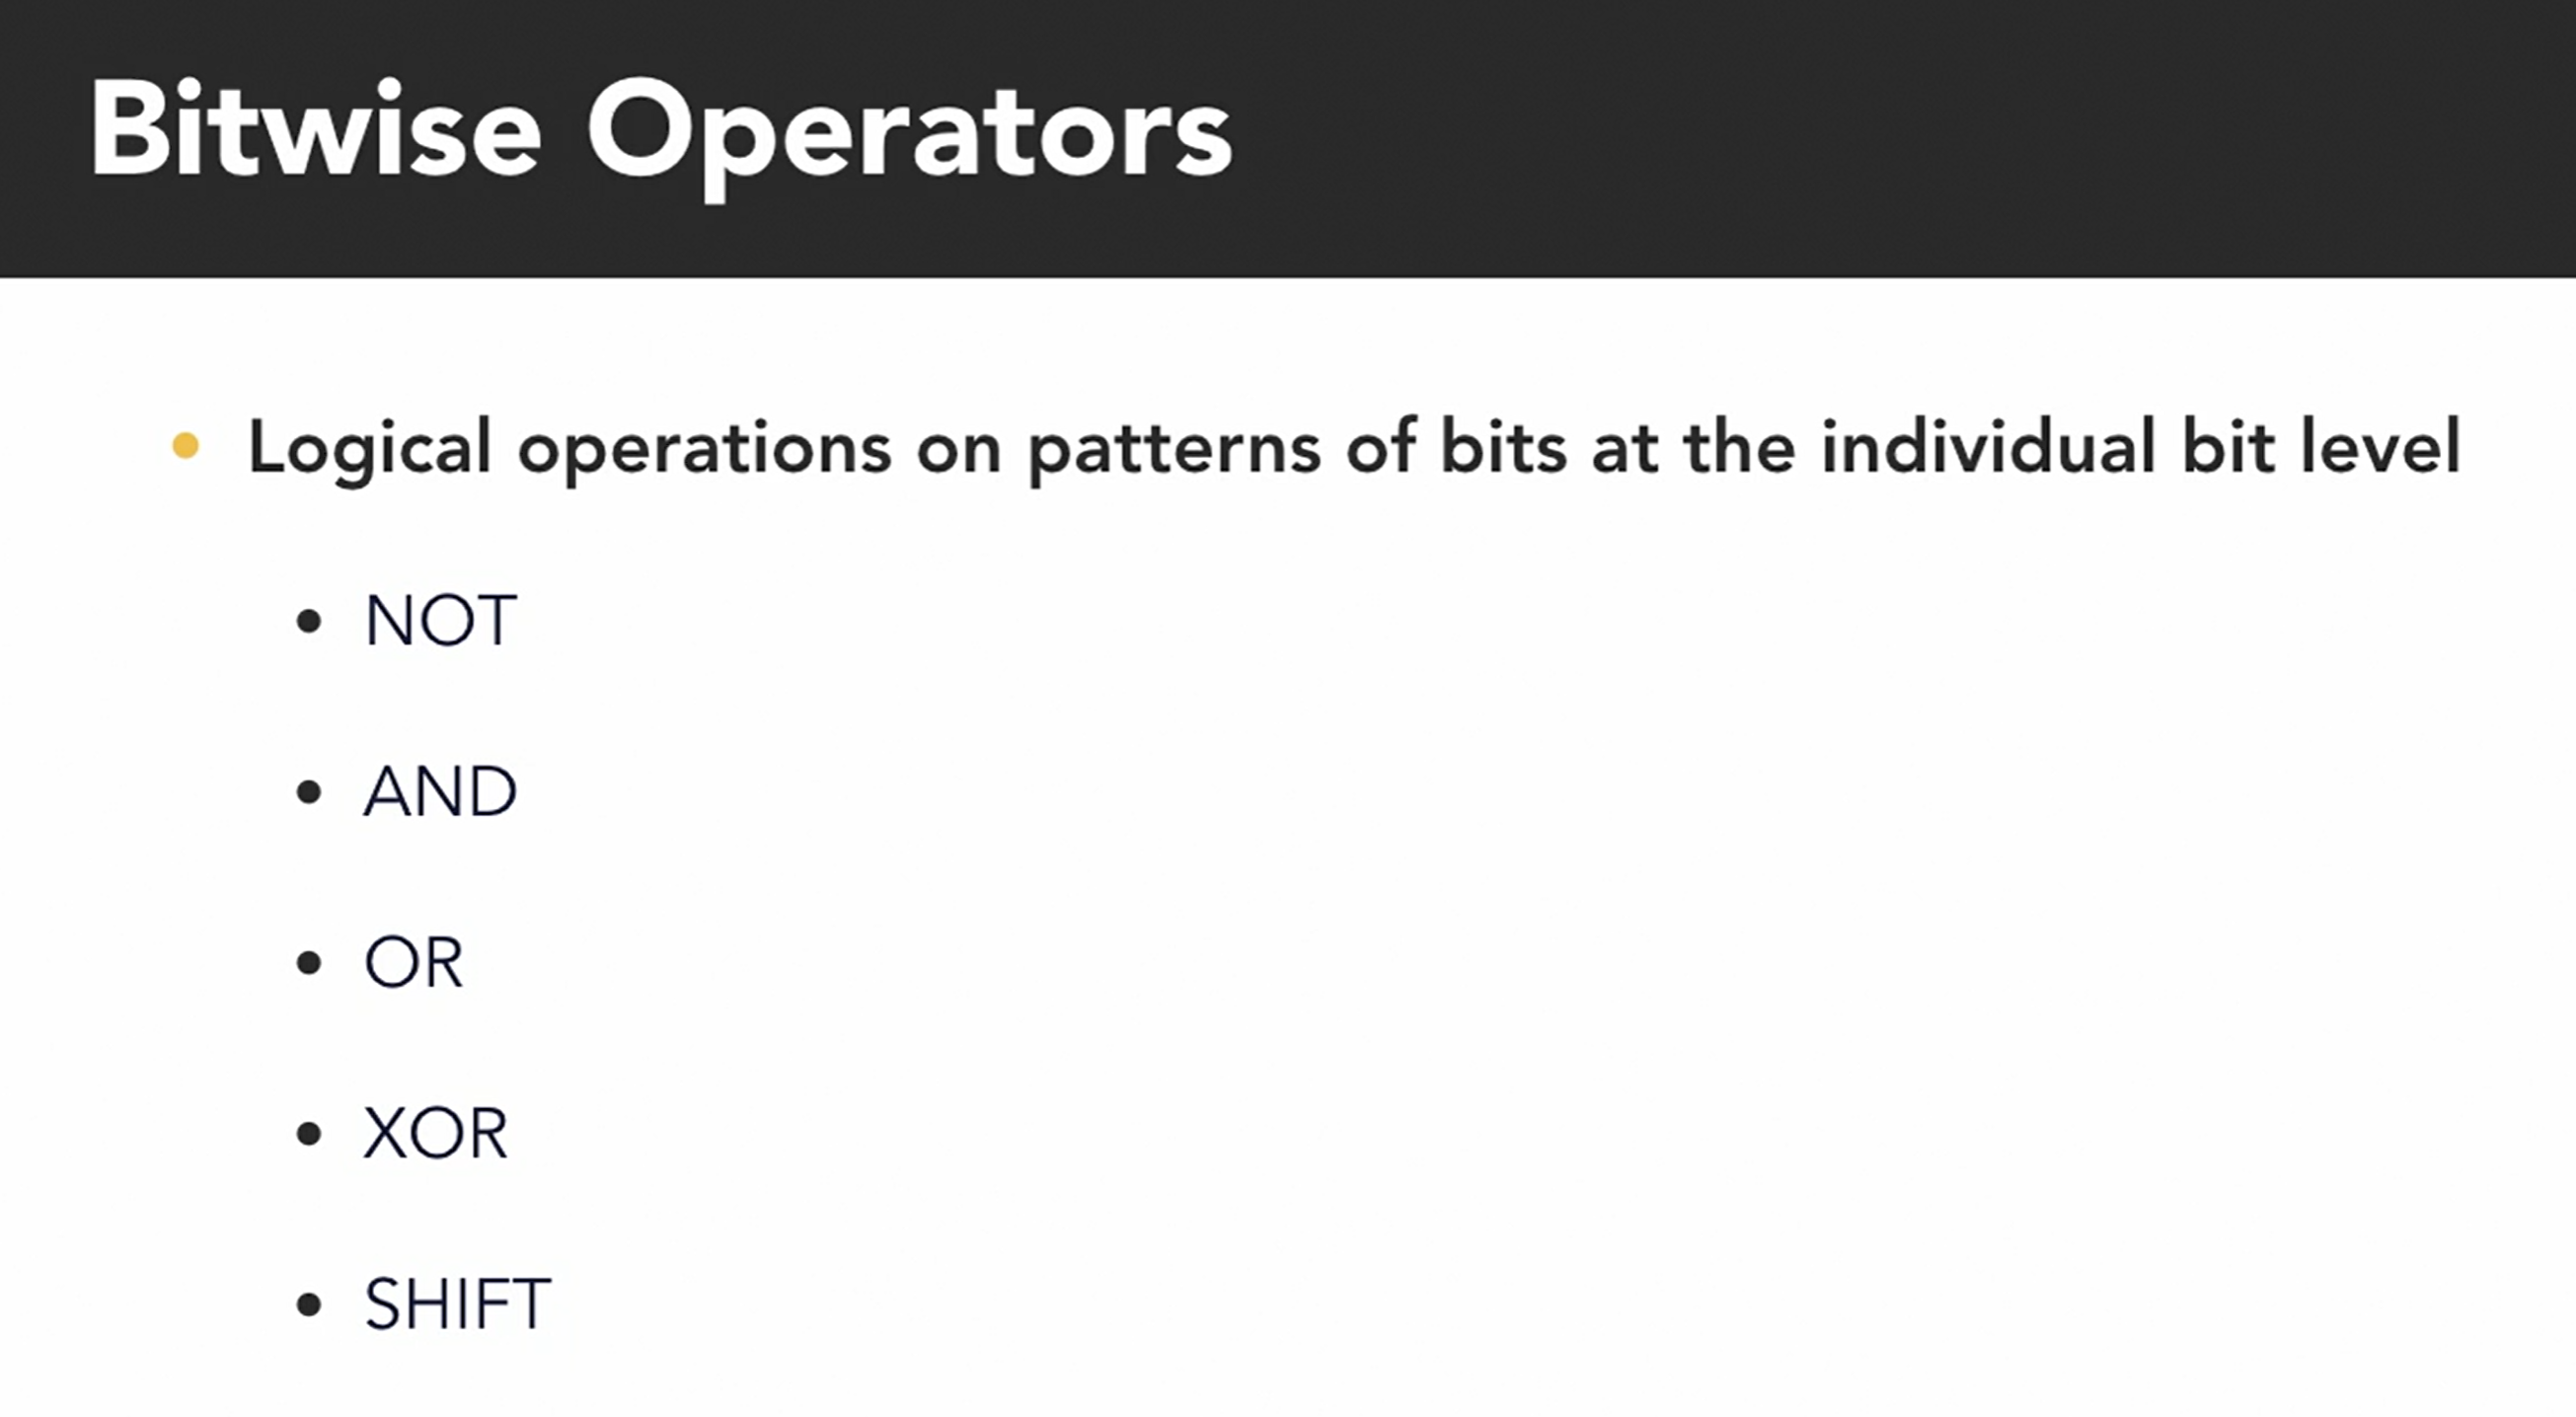 Bitwise Operators
Logical operations on patterns of bits at the individual bit level
NOT
AND
OR
XOR
SHIFT